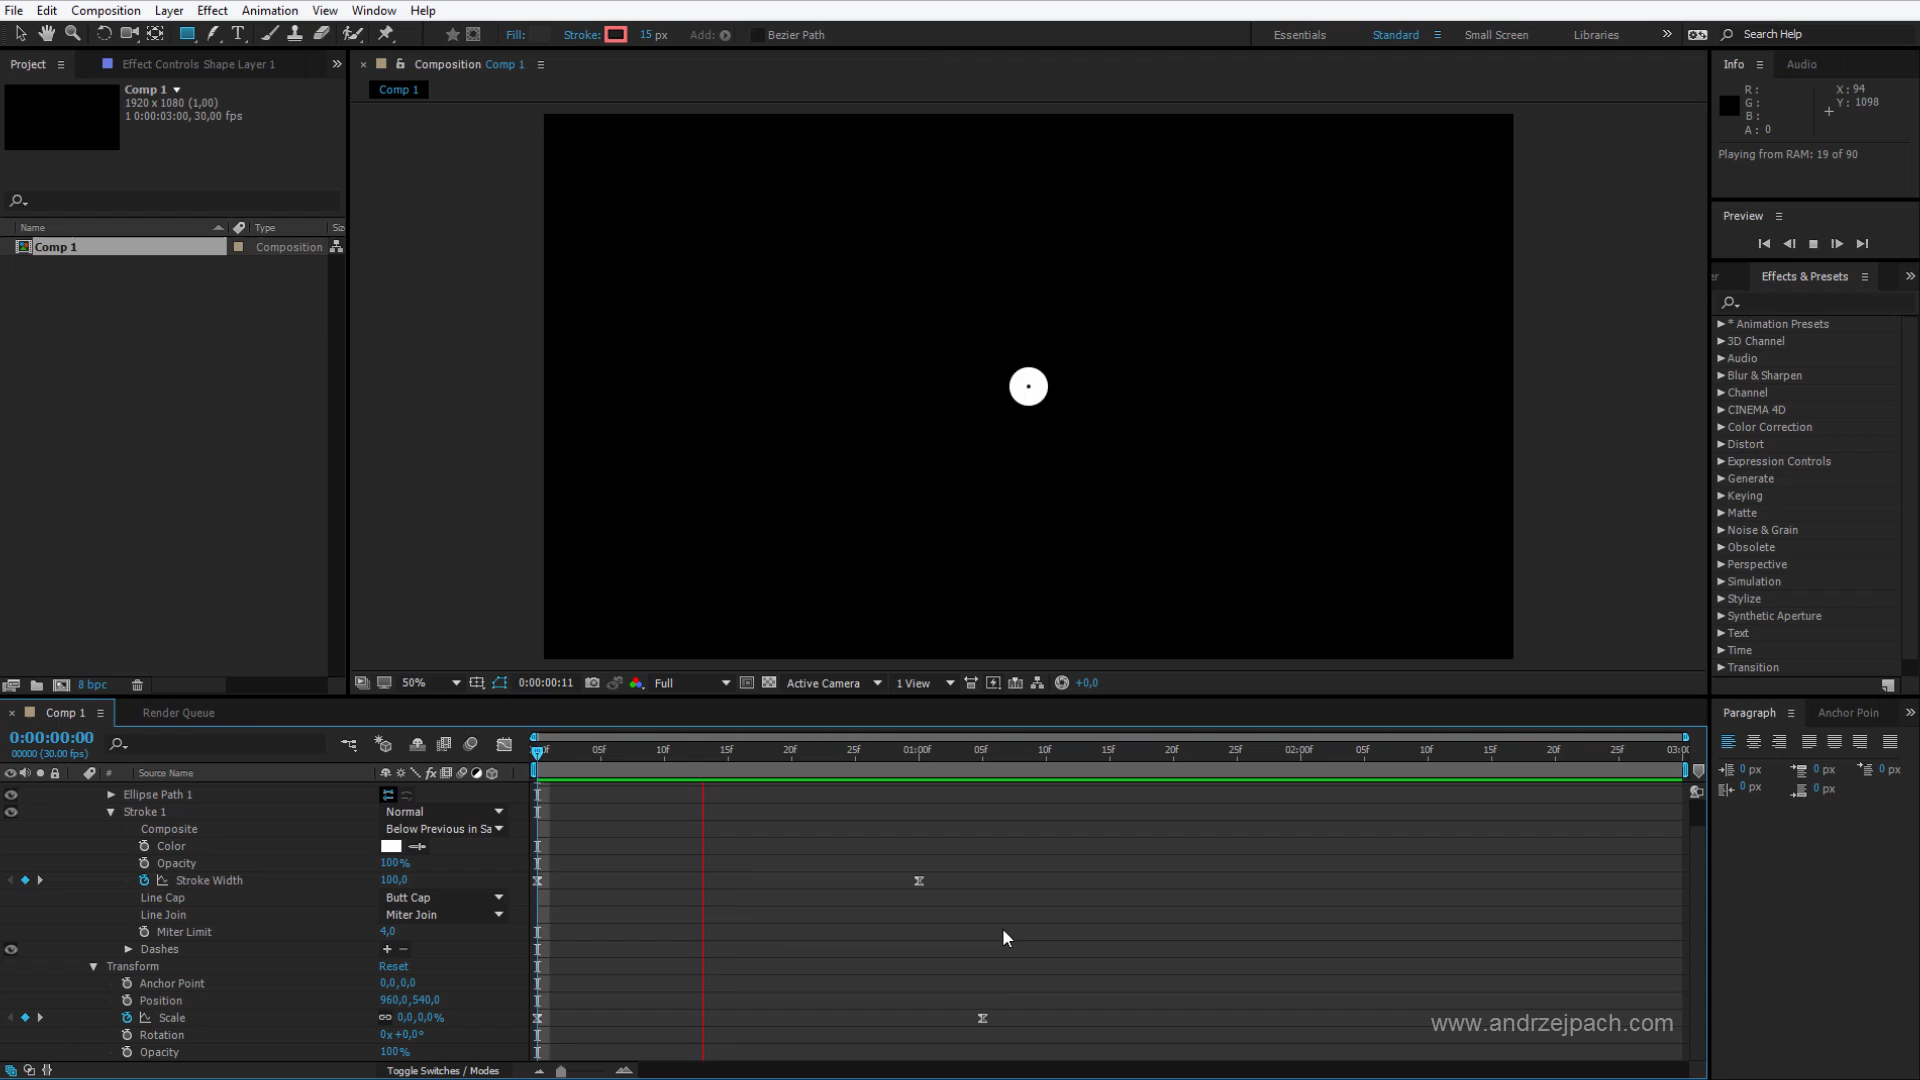 File Edit Composition Layer Effect Animation View Window Help
Fill: Stroke: 15 px Add: Bezier Path Essentials Standard Small Screen Libraries Search Help
Project Effect Controls Shape Layer 1
Composition Comp 1
Info Audio
Comp 1
1920 x 1080 (1,00)
1 0:00:03:00, 30,00 fps
Comp 1
R:
G:
B:
A: 0
X: 94
Y: 1098
Playing from RAM: 19 of 90
Preview
Name Type
Comp 1 Composition
Effects & Presets
* Animation Presets
3D Channel
Audio
Blur & Sharpen
Channel
CINEMA 4D
Color Correction
Distort
Expression Controls
Generate
Keying
Matte
Noise & Grain
Obsolete
Perspective
Simulation
Stylize
Synthetic Aperture
Text
Time
Transition
8 bpc
50% 0:00:00:11 Full Active Camera 1 View +0,0
Comp 1 Render Queue
Paragraph Anchor Poin
0:00:00:00
00000 (30.00 fps)
05f 10f 15f 20f 25f 01:00f 05f 10f 15f 20f 25f 02:00f 05f 10f 15f 20f 25f 03:00
# Source Name
0 px 0 px 0 px
0 px 0 px
Ellipse Path 1
Stroke 1 Normal
Composite Below Previous in Sa
Color
Opacity 100%
Stroke Width 100,0
Line Cap Butt Cap
Line Join Miter Join
Miter Limit 4,0
Dashes + −
Transform Reset
Anchor Point 0,0,0,0
Position 960,0,540,0
Scale 0,0,0,0%
Rotation 0x+0,0°
Opacity 100%
Toggle Switches / Modes
www.andrzejpach.com